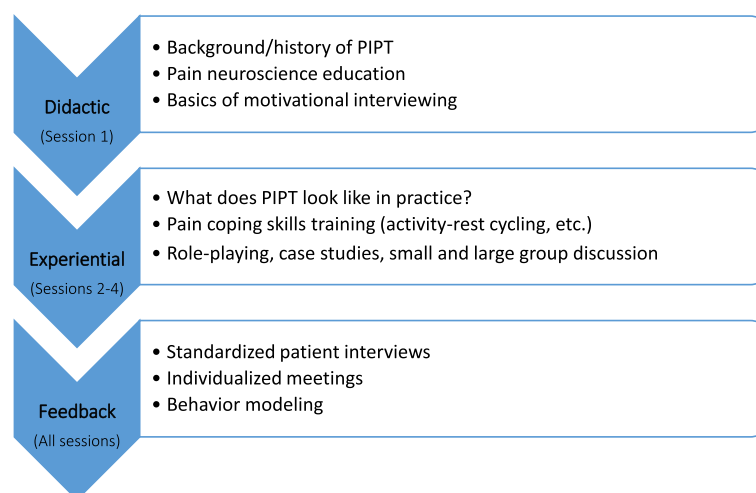 Didactic
(Session 1)
• Background/history of PIPT
• Pain neuroscience education
• Basics of motivational interviewing
Experiential
(Sessions 2-4)
• What does PIPT look like in practice?
• Pain coping skills training (activity-rest cycling, etc.)
• Role-playing, case studies, small and large group discussion
Feedback
(All sessions)
• Standardized patient interviews
• Individualized meetings
• Behavior modeling